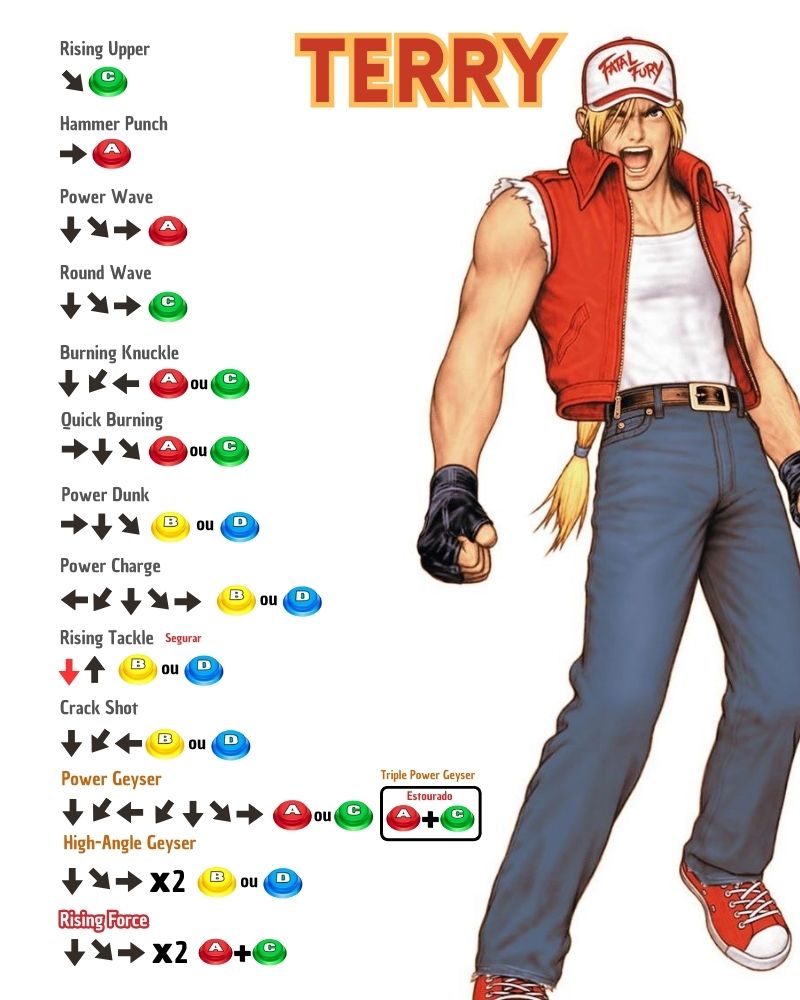 TERRY
FATAL FURY
Rising Upper
C
Hammer Punch
A
Power Wave
A
Round Wave
C
Burning Knuckle
A ou C
Quick Burning
A ou C
Power Dunk
B ou D
Power Charge
B ou D
Rising Tackle Segurar
B ou D
Crack Shot
B ou D
Power Geyser
A ou C
Triple Power Geyser
Estourado
A+C
High-Angle Geyser
x2 B ou D
Rising Force
x2 A+C